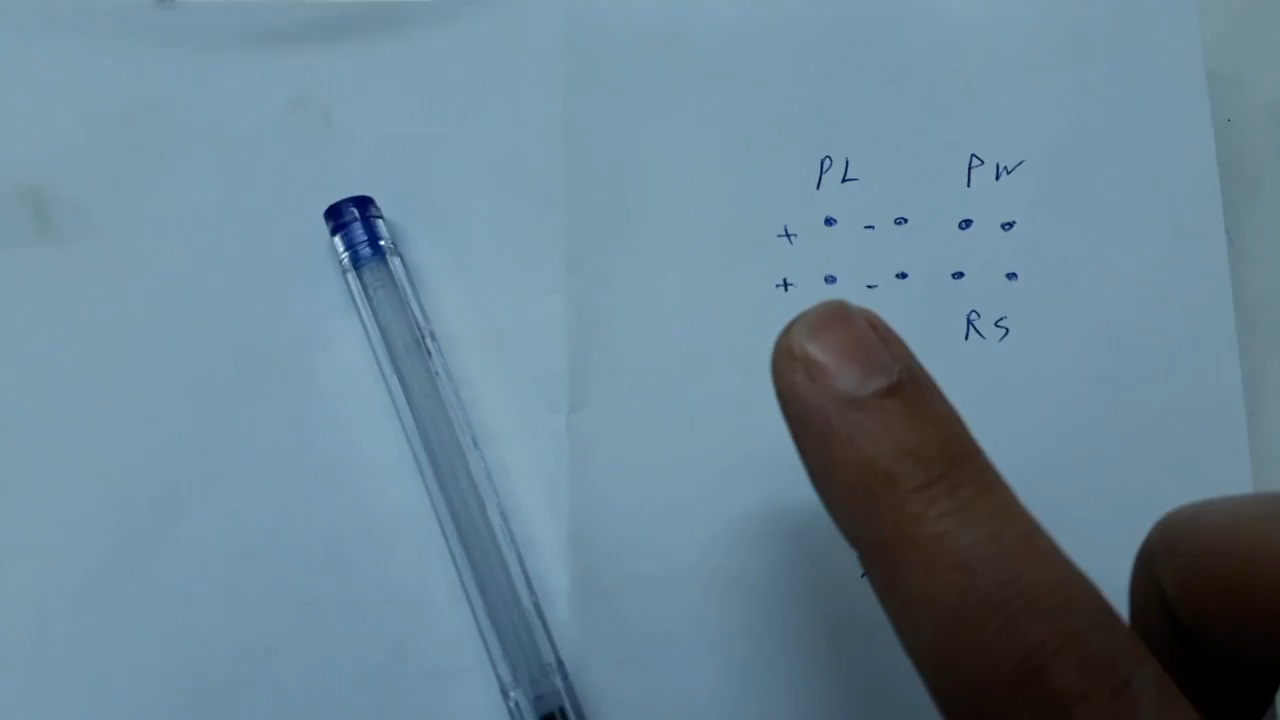 PL PW
+ • - • • •
+ • - • • •
RS